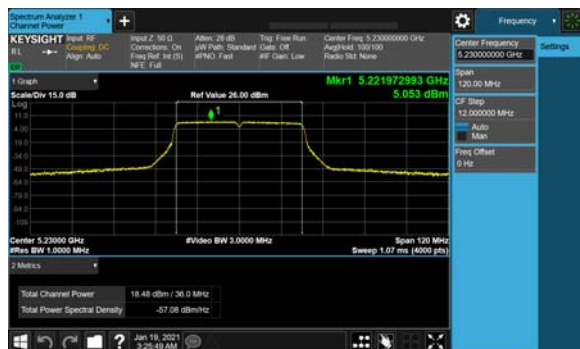 Spectrum Analyzer 1
Channel Power
Frequency
KEYSIGHT Input: RF
RL
Coupling: DC
Align: Auto
Input Z: 50 Ω
Corrections: On
Freq Ref: Int (S)
NFE: Full
Atten: 26 dB
µW Path: Standard
#PNO: Fast
Trig: Free Run
Gate: Off
#IF Gain: Low
Center Freq: 5.230000000 GHz
Avg|Hold: 100/100
Radio Std: None
Center Frequency
5.230000000 GHz
Settings
Span
120.00 MHz
CF Step
12.000000 MHz
Auto
Man
Freq Offset
0 Hz
1 Graph
Scale/Div 15.0 dB
Ref Value 26.00 dBm
Mkr1 5.221972993 GHz
5.053 dBm
Log
11.0
-4.00
-19.0
-34.0
-49.0
-64.0
-79.0
-94.0
-109
1
Center 5.23000 GHz
#Res BW 1.0000 MHz
#Video BW 3.0000 MHz
Span 120 MHz
Sweep 1.07 ms (4000 pts)
2 Metrics
Total Channel Power 18.48 dBm / 36.0 MHz
Total Power Spectral Density -57.08 dBm/Hz
?
Jan 19, 2021
3:25:49 AM